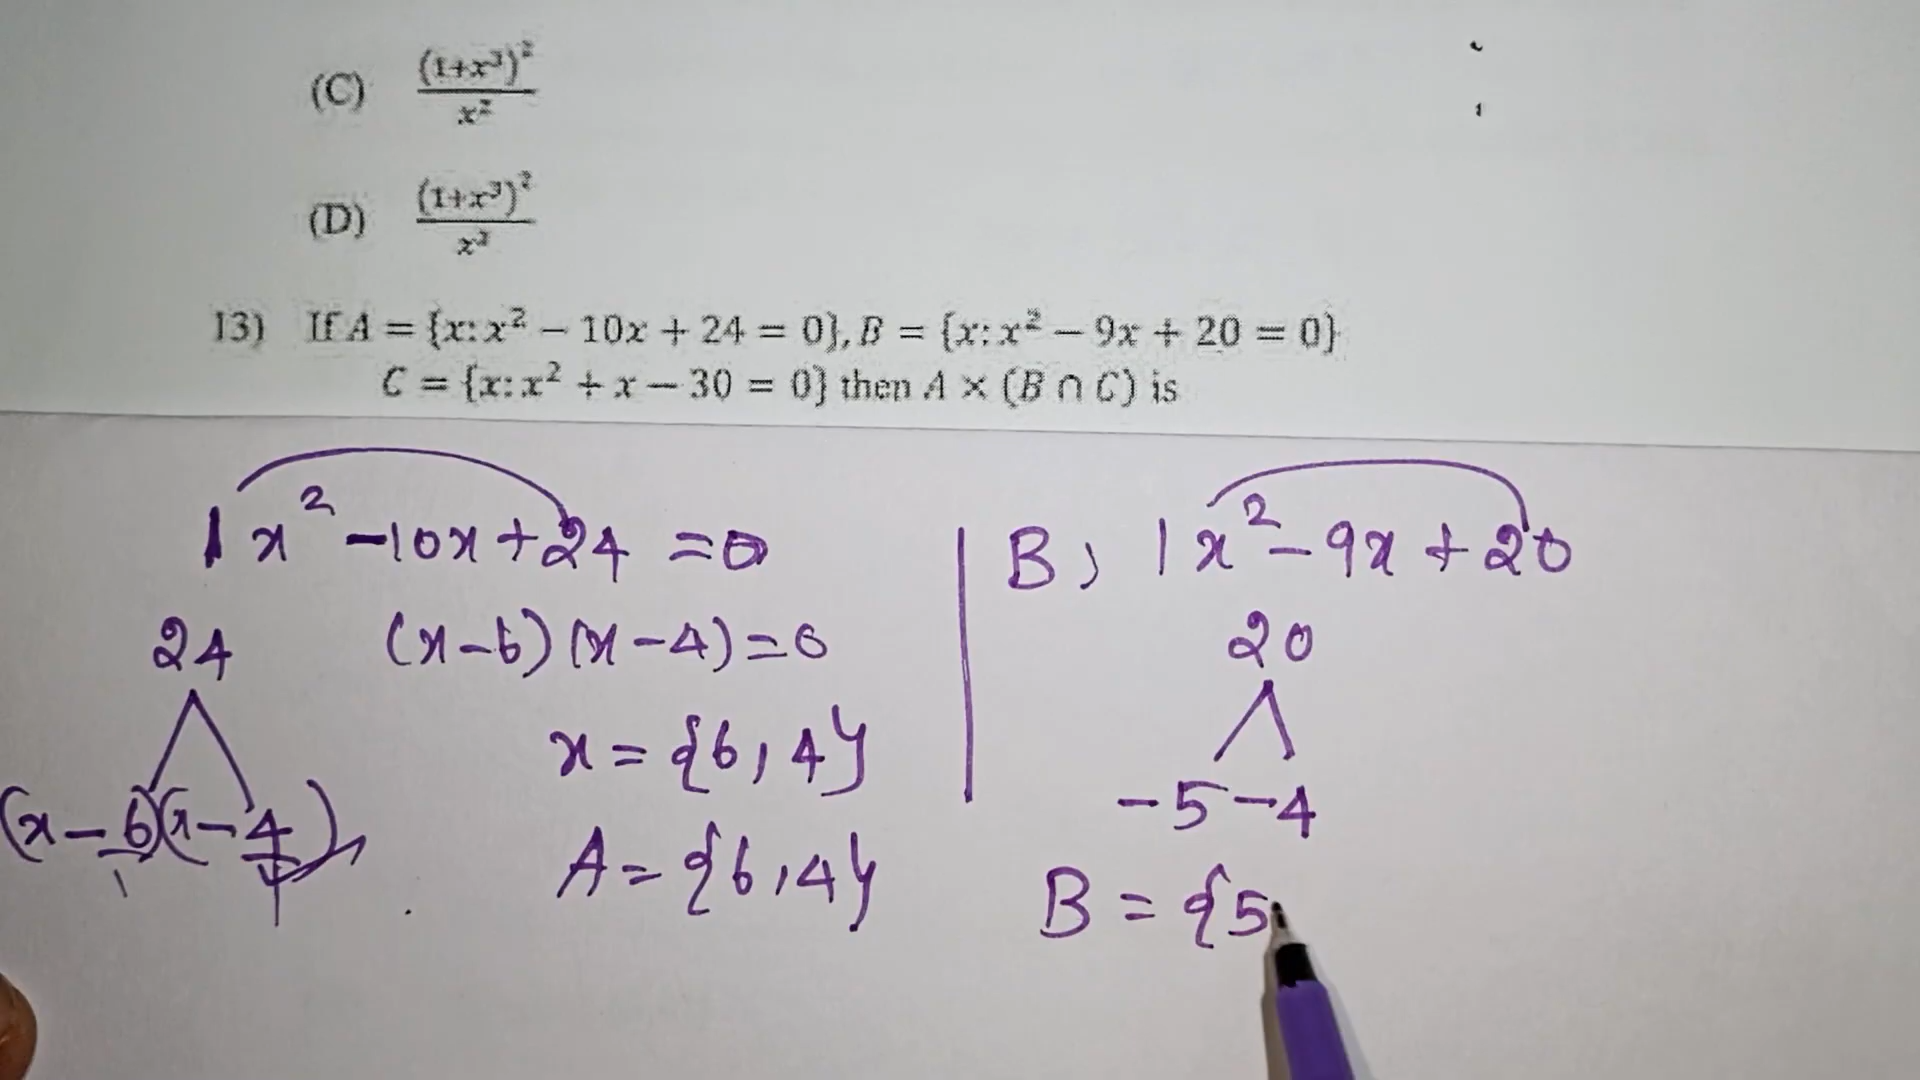 (C) (1+x³)² / x²
(D) (1+x³)² / x³
13) If A = {x: x² − 10x + 24 = 0}, B = {x: x² − 9x + 20 = 0}
C = {x: x² + x − 30 = 0} then A × (B ∩ C) is
1x² −10x + 24 = 0
24
(x−6)(x−4) = 0
(x−6)(x−4)
x = {6, 4}
A = {6, 4}
B) 1x² − 9x + 20
20
−5 −4
B = {5